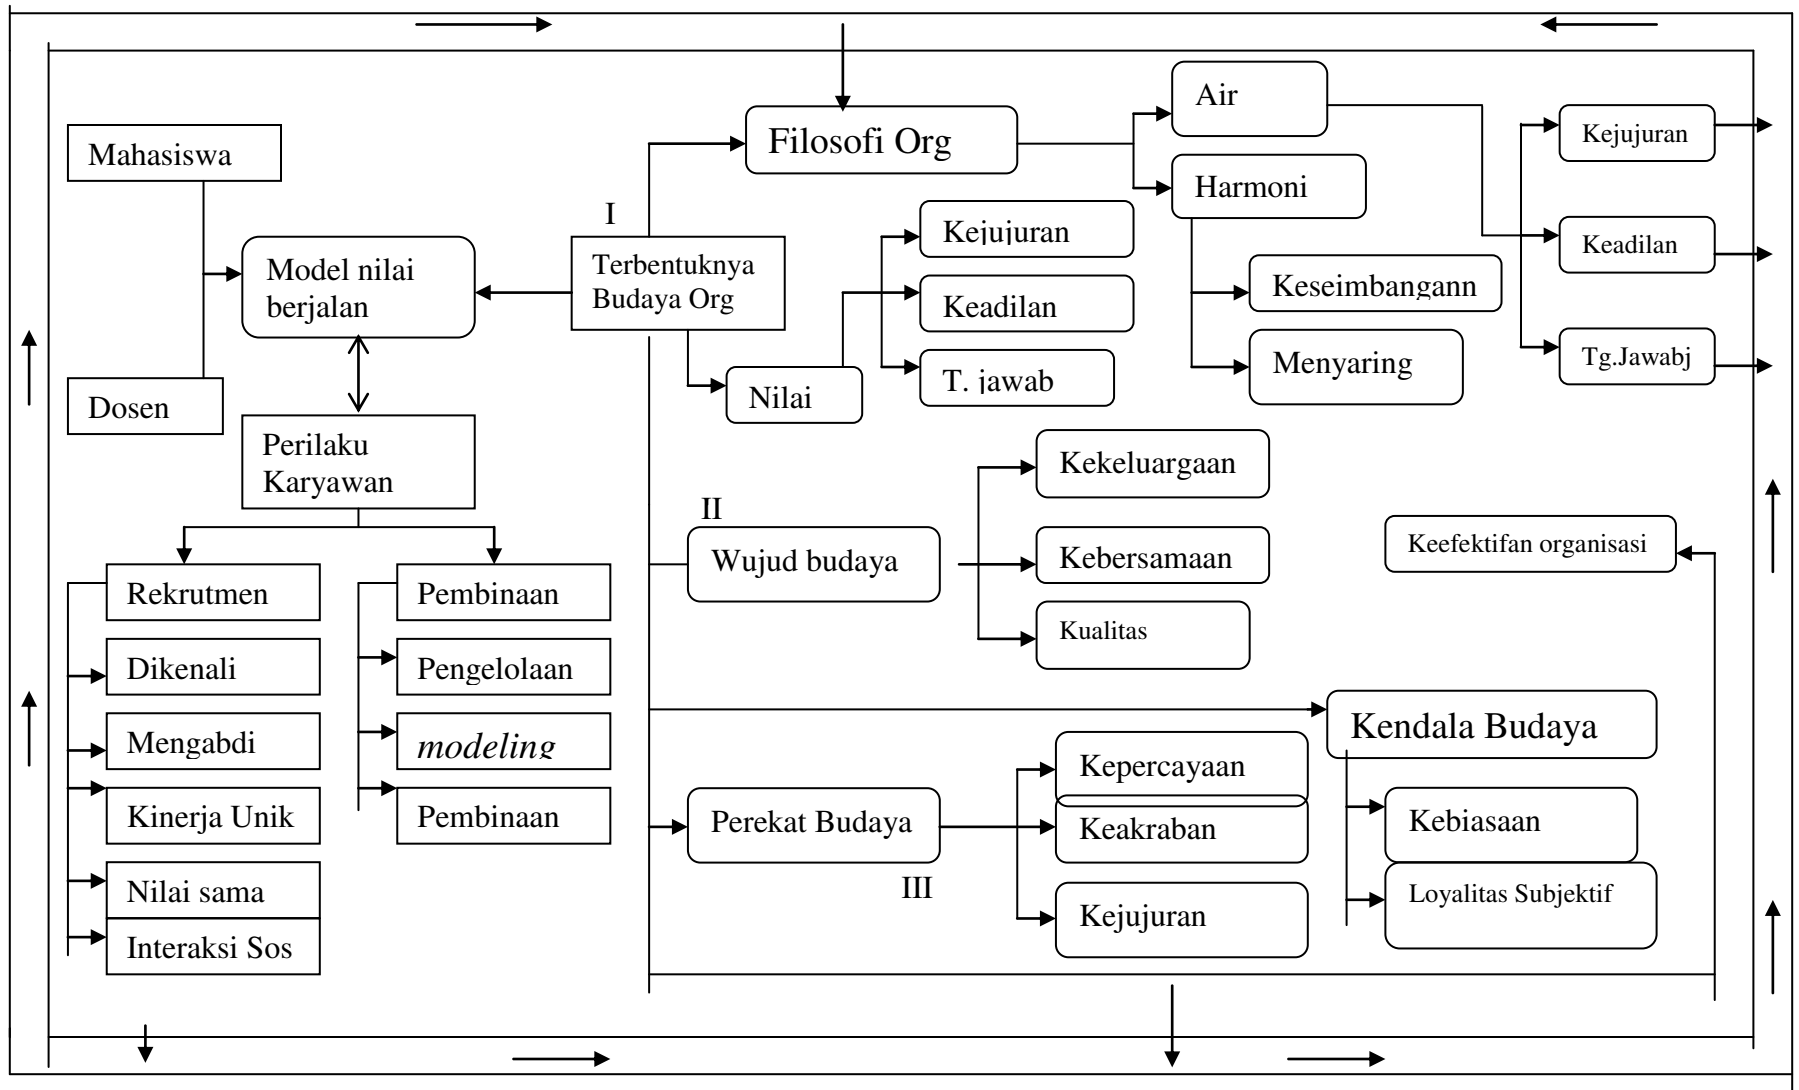 Mahasiswa
Dosen
Model nilai
berjalan
Perilaku
Karyawan
Rekrutmen
Dikenali
Mengabdi
Kinerja Unik
Nilai sama
Interaksi Sos
Pembinaan
Pengelolaan
modeling
Pembinaan
I
Terbentuknya
Budaya Org
Filosofi Org
Air
Harmoni
Kejujuran
Keadilan
Tg.Jawabj
Keseimbangann
Menyaring
Nilai
Kejujuran
Keadilan
T. jawab
II
Wujud budaya
Kekeluargaan
Kebersamaan
Kualitas
Keefektifan organisasi
Kendala Budaya
Kebiasaan
Loyalitas Subjektif
Perekat Budaya
III
Kepercayaan
Keakraban
Kejujuran